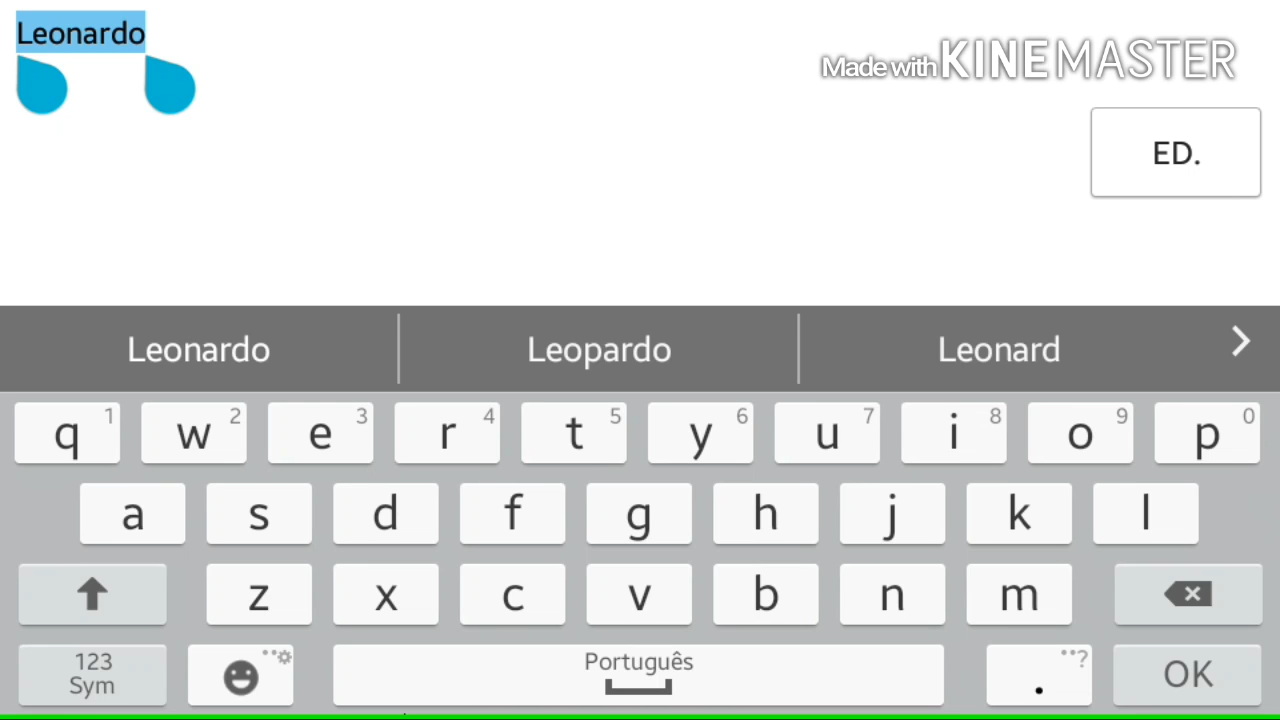 Leonardo
Made with KINEMASTER
ED.
Leonardo Leopardo Leonard
q 1 w 2 e 3 r 4 t 5 y 6 u 7 i 8 o 9 p 0
a s d f g h j k l
z x c v b n m
123 Sym Português . ? OK